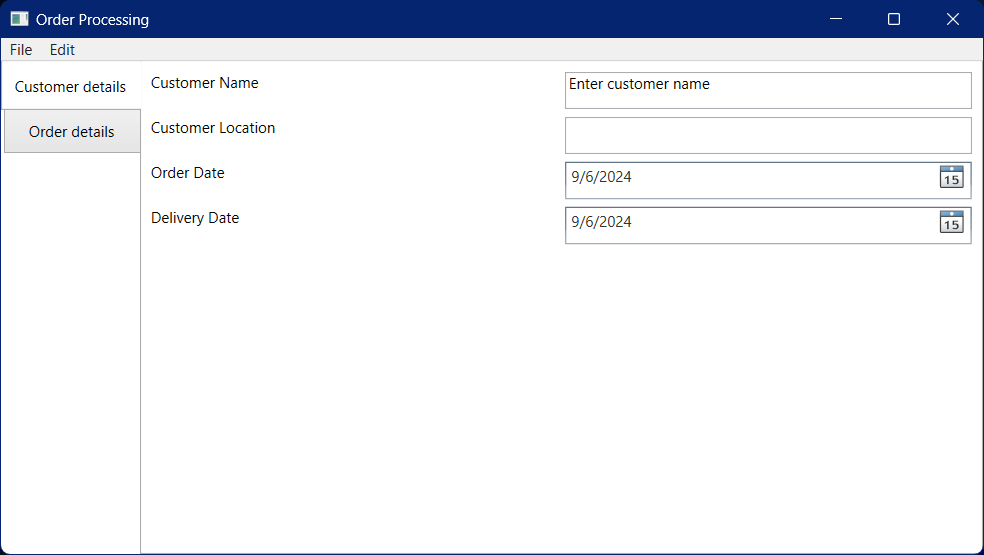 Order Processing
File Edit
Customer details
Order details
Customer Name Enter customer name
Customer Location
Order Date 9/6/2024 15
Delivery Date 9/6/2024 15